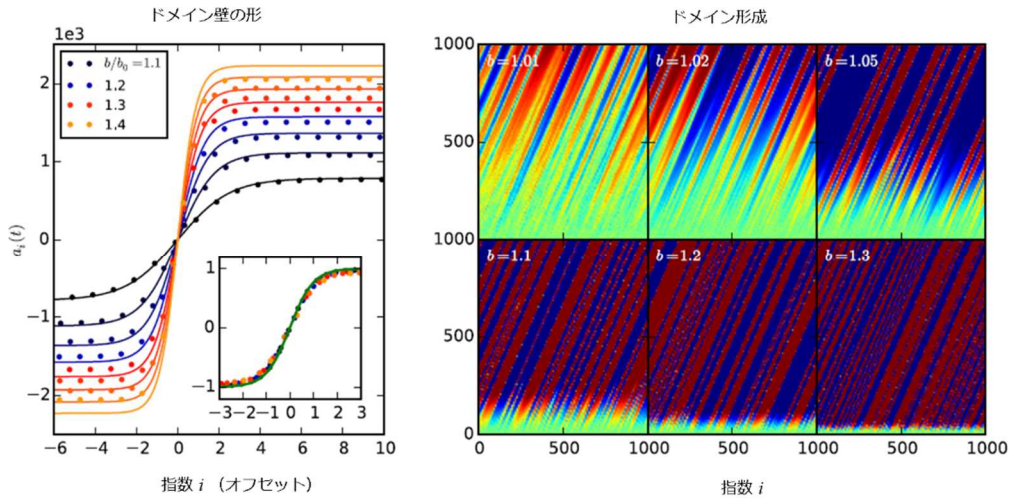 ドメイン壁の形
1e3
b/b₀=1.1
1.2
1.3
1.4
2
1
0
−1
−2
a_i(t)
1
0
−1
−3 −2 −1 0 1 2 3
−6 −4 −2 0 2 4 6 8 10
指数 i （オフセット）
ドメイン形成
1000
500
b=1.01 b=1.02 b=1.05
1000
500
0
b=1.1 b=1.2 b=1.3
0 500 1000 500 1000 500 1000
指数 i